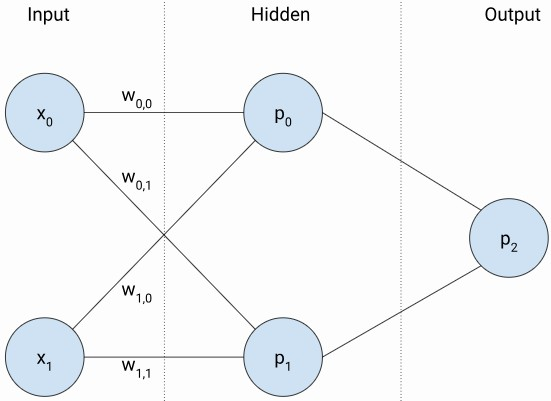 Input Hidden Output
x₀ w₀,₀ p₀
w₀,₁
p₂
w₁,₀
x₁ w₁,₁ p₁